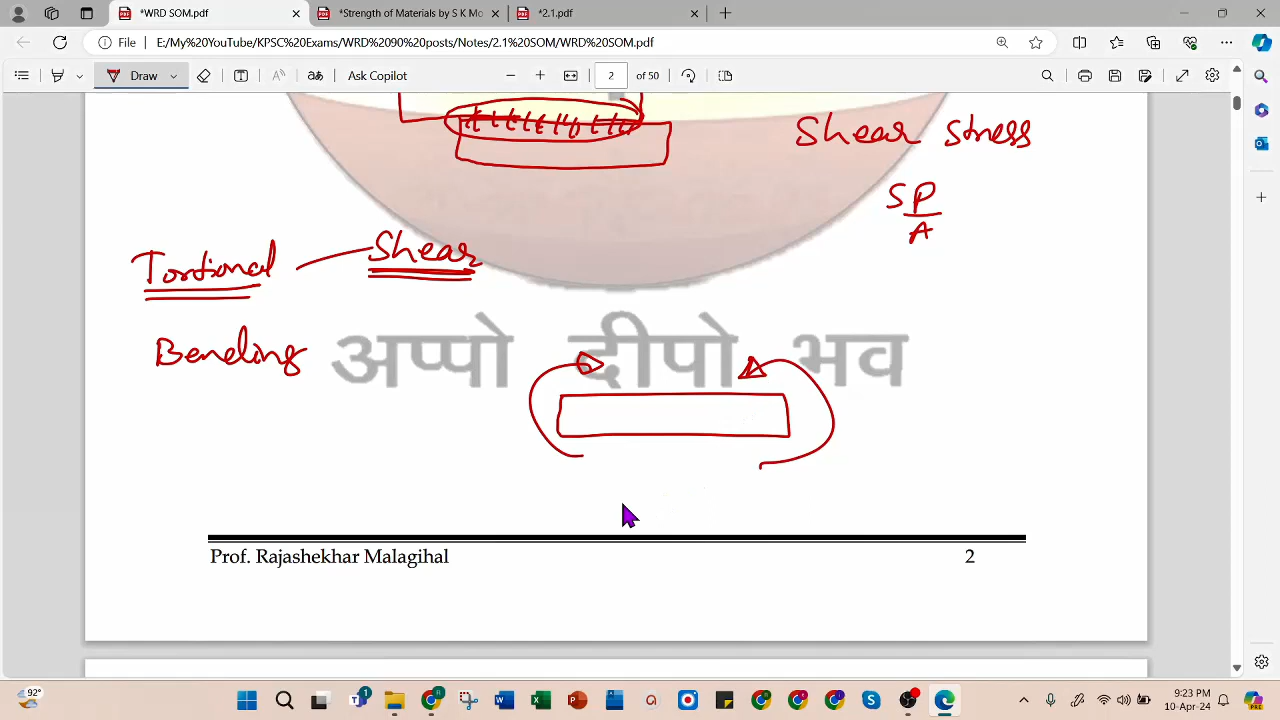 *WRD SOM.pdf
*Strength of Materials by S K Mo
*2.1.pdf
File
E:/My%20YouTube/KPSC%20Exams/WRD%2090%20posts/Notes/2.1%20SOM/WRD%20SOM.pdf
Draw
Ask Copilot
2 of 50
Shear Stress
SP
A
Tortional
Shear
Bending
अप्पो दीपो भव
Prof. Rajashekhar Malagihal
2
92°
9:23 PM
10-Apr-24